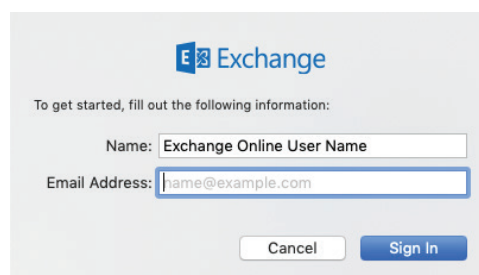 Exchange
To get started, fill out the following information:
Name: Exchange Online User Name
Email Address: name@example.com
Cancel Sign In